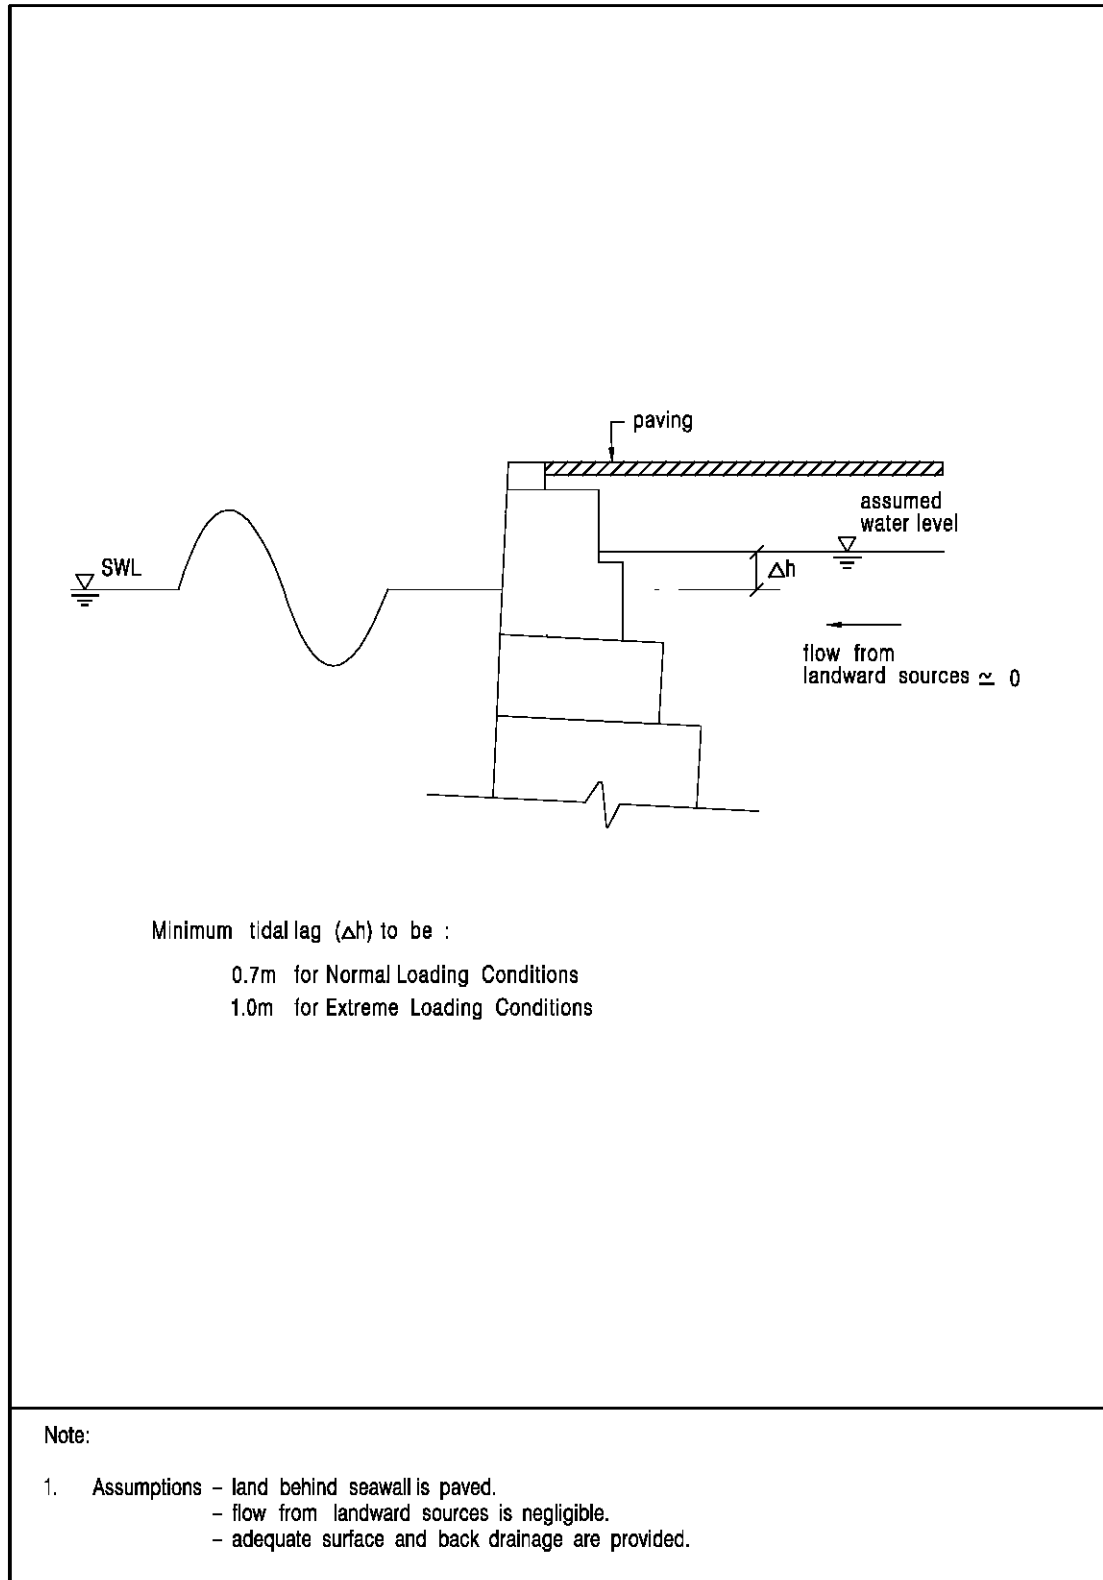 paving
assumed
water level
SWL
Δh
flow from
landward sources ≃ 0
Minimum tidal lag (Δh) to be :
0.7m for Normal Loading Conditions
1.0m for Extreme Loading Conditions
Note:
1. Assumptions – land behind seawall is paved.
– flow from landward sources is negligible.
– adequate surface and back drainage are provided.